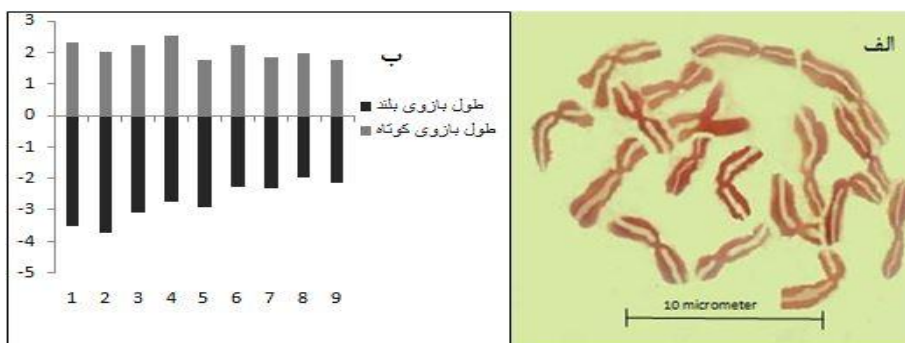 الف
10 micrometer
ب
3
2
1
0
-1
-2
-3
-4
-5
1 2 3 4 5 6 7 8 9
طول بازوی بلند
طول بازوی کوتاه